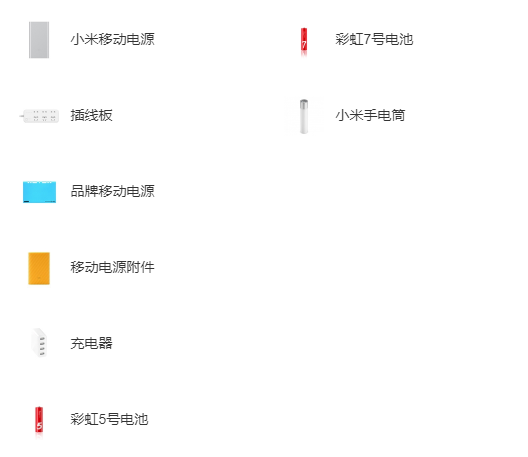 小米移动电源
插线板
品牌移动电源
移动电源附件
充电器
5
彩虹5号电池
7
彩虹7号电池
小米手电筒